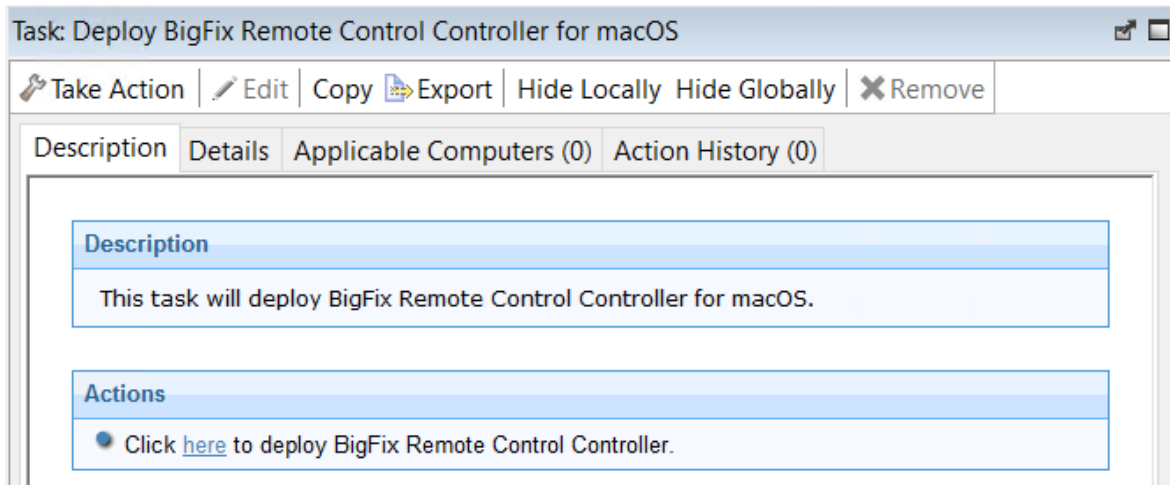 Task: Deploy BigFix Remote Control Controller for macOS
Take Action Edit Copy Export Hide Locally Hide Globally Remove
Description Details Applicable Computers (0) Action History (0)
Description
This task will deploy BigFix Remote Control Controller for macOS.
Actions
Click here to deploy BigFix Remote Control Controller.